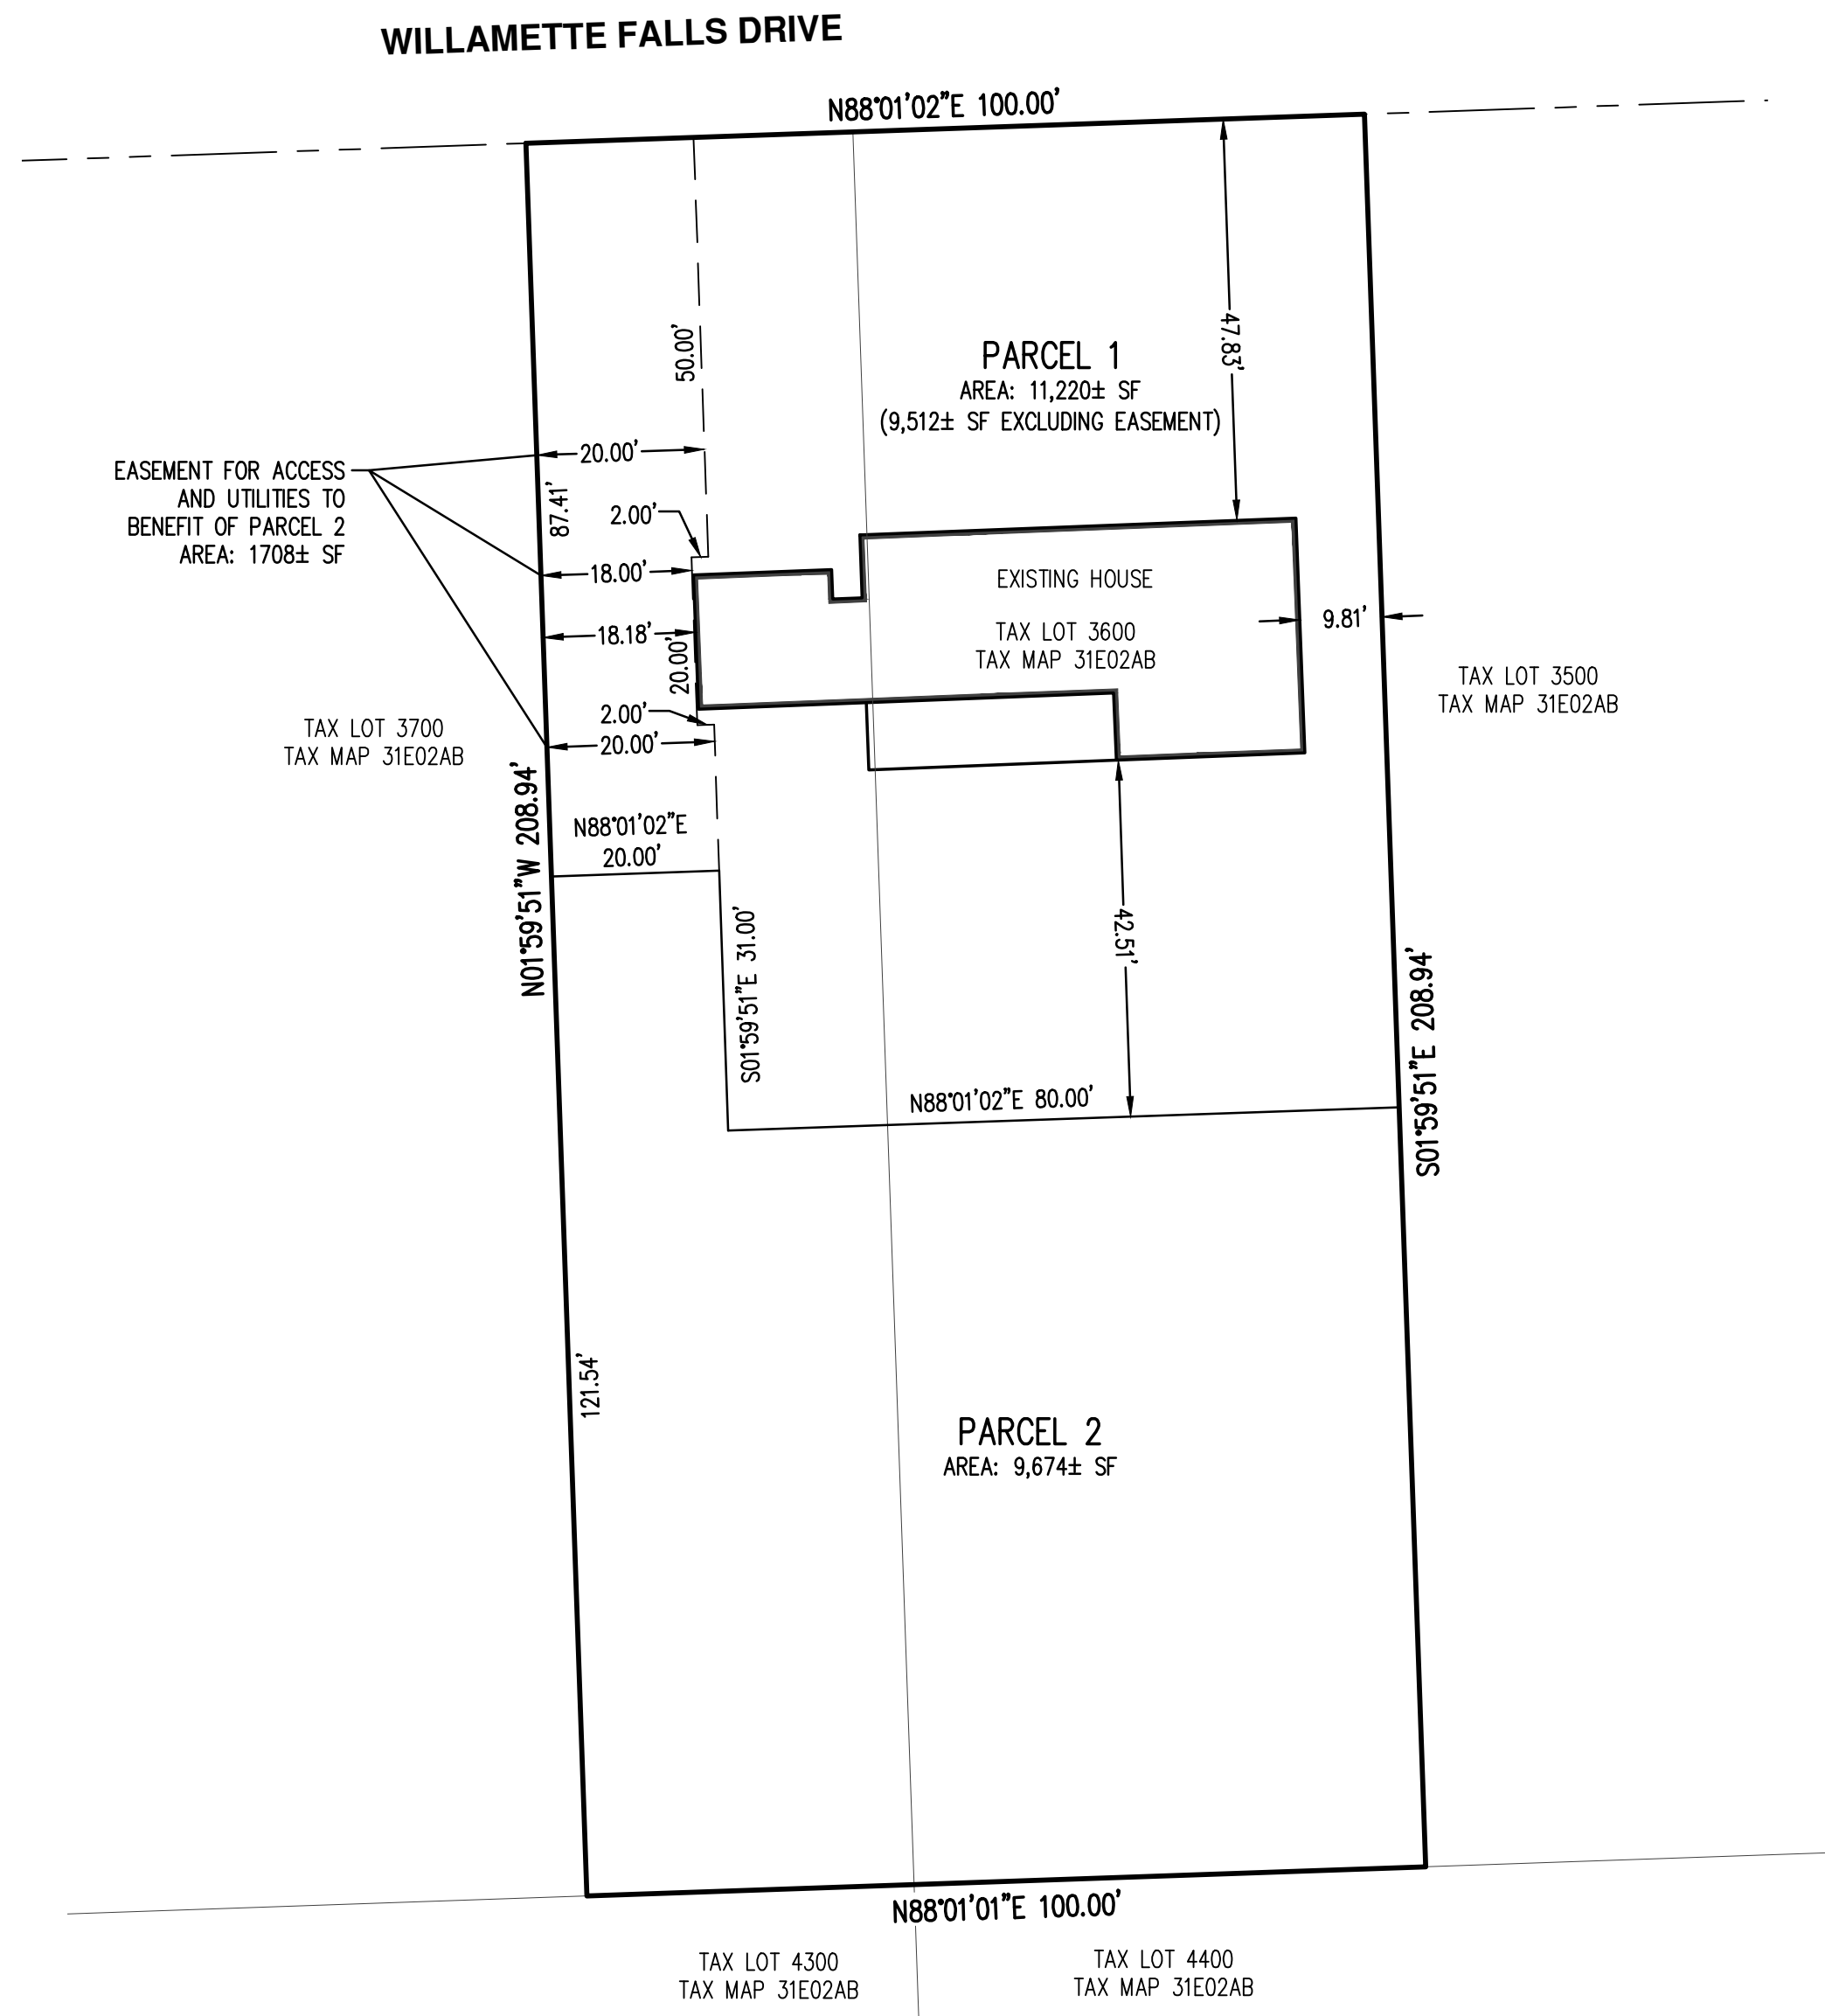 WILLAMETTE FALLS DRIVE
N88°01'02"E 100.00'
50.00'
47.83'
PARCEL 1
AREA: 11,220± SF
(9,512± SF EXCLUDING EASEMENT)
20.00'
EASEMENT FOR ACCESS
AND UTILITIES TO
BENEFIT OF PARCEL 2
AREA: 1708± SF
87.41'
2.00'
18.00'
EXISTING HOUSE
9.81'
18.18'
20.00'
TAX LOT 3600
TAX MAP 31E02AB
TAX LOT 3500
TAX MAP 31E02AB
2.00'
TAX LOT 3700
TAX MAP 31E02AB
20.00'
N88°01'02"E
20.00'
N01°59'51"W 208.94'
S01°59'51"E 31.00'
42.51'
S01°59'51"E 208.94'
N88°01'02"E 80.00'
121.54'
PARCEL 2
AREA: 9,674± SF
N88°01'01"E 100.00'
TAX LOT 4300
TAX MAP 31E02AB
TAX LOT 4400
TAX MAP 31E02AB